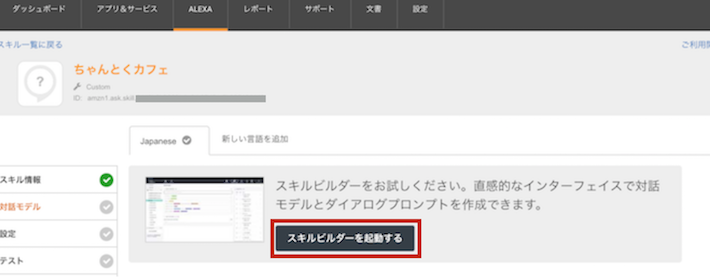 ダッシュボード アプリ&サービス ALEXA レポート サポート 文書 設定
スキル一覧に戻る
ちゃんとくカフェ
Custom
ID: amzn1.ask.skill
Japanese 新しい言語を追加
スキル情報
対話モデル
設定
テスト
スキルビルダーをお試しください。直感的なインターフェイスで対話
モデルとダイアログプロンプトを作成できます。
スキルビルダーを起動する